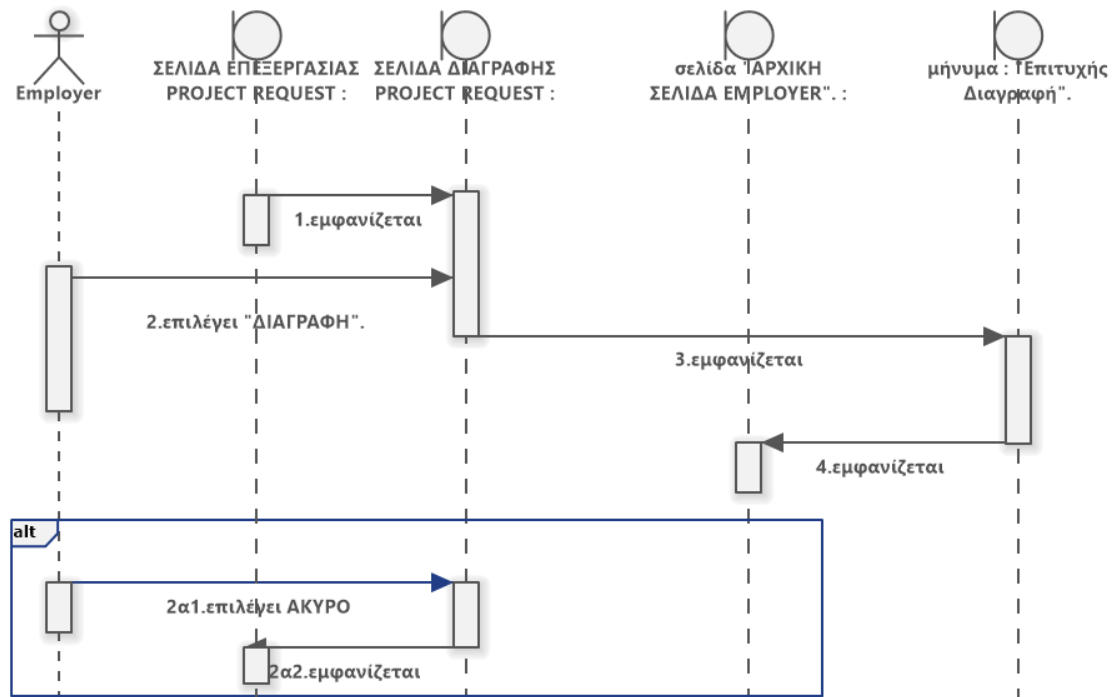 Employer
ΣΕΛΙΔΑ ΕΠΕΞΕΡΓΑΣΙΑΣ
PROJECT REQUEST :
ΣΕΛΙΔΑ ΔΙΑΓΡΑΦΗΣ
PROJECT REQUEST :
σελίδα "ΑΡΧΙΚΗ
ΣΕΛΙΔΑ EMPLOYER". :
μήνυμα : "Επιτυχής
Διαγραφή".
1.εμφανίζεται
2.επιλέγει "ΔΙΑΓΡΑΦΗ".
3.εμφανίζεται
4.εμφανίζεται
alt
2α1.επιλέγει ΑΚΥΡΟ
2α2.εμφανίζεται